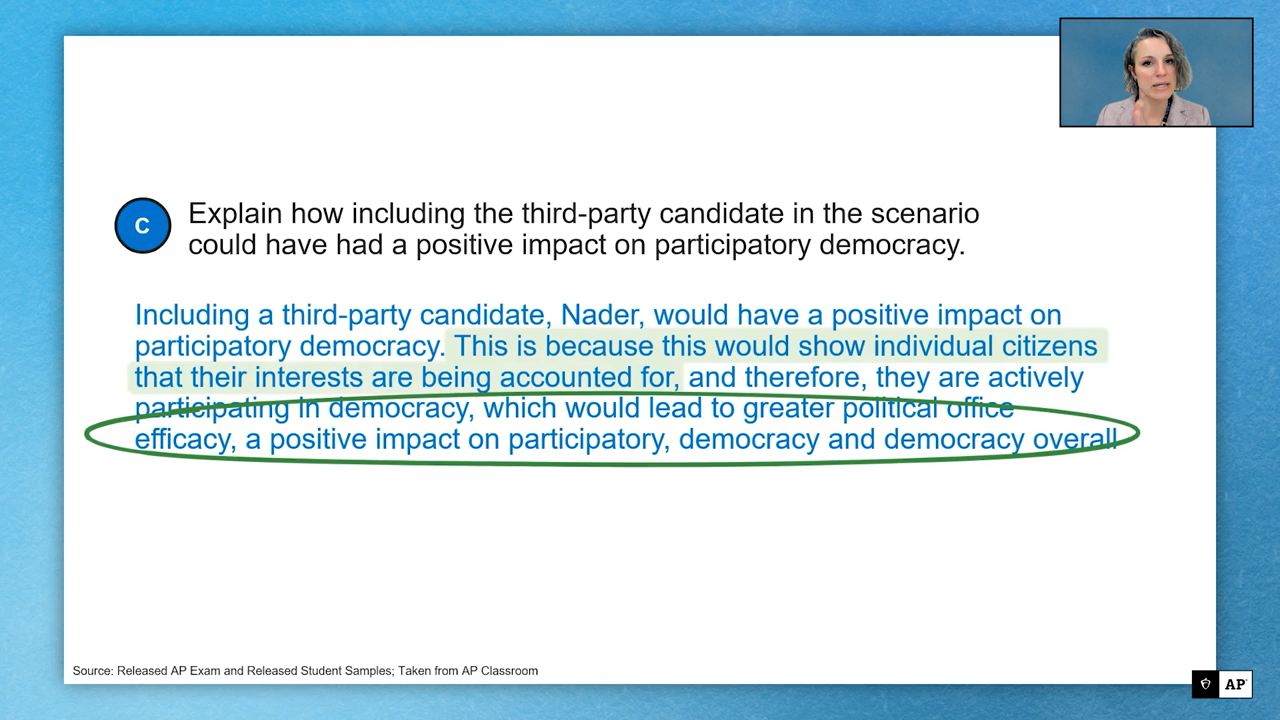 C
Explain how including the third-party candidate in the scenario
could have had a positive impact on participatory democracy.
Including a third-party candidate, Nader, would have a positive impact on
participatory democracy. This is because this would show individual citizens
that their interests are being accounted for, and therefore, they are actively
participating in democracy, which would lead to greater political office
efficacy, a positive impact on participatory, democracy and democracy overall
Source: Released AP Exam and Released Student Samples; Taken from AP Classroom
AP